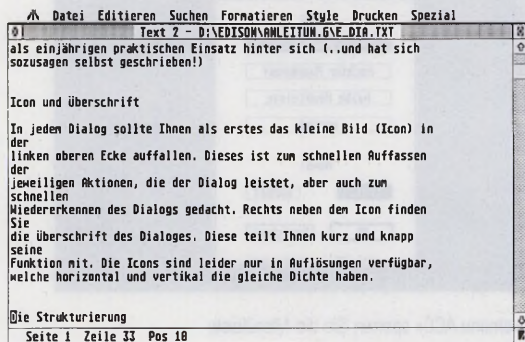 Datei Editieren Suchen Formatieren Style Drucken Spezial
Text 2 - D:\EDISON\ANLEITUN.G\E_DIA.TXT
als einjährigen praktischen Einsatz hinter sich (..und hat sich
sozusagen selbst geschrieben!)
Icon und überschrift
In jedem Dialog sollte Ihnen als erstes das kleine Bild (Icon) in
der
linken oberen Ecke auffallen. Dieses ist zum schnellen Auffassen
der
jeweiligen Aktionen, die der Dialog leistet, aber auch zum
schnellen
Wiedererkennen des Dialogs gedacht. Rechts neben dem Icon finden
Sie
die überschrift des Dialoges. Diese teilt Ihnen kurz und knapp
seine
Funktion mit. Die Icons sind leider nur in Auflösungen verfügbar,
welche horizontal und vertikal die gleiche Dichte haben.
Die Strukturierung
Seite 1 Zeile 33 Pos 18